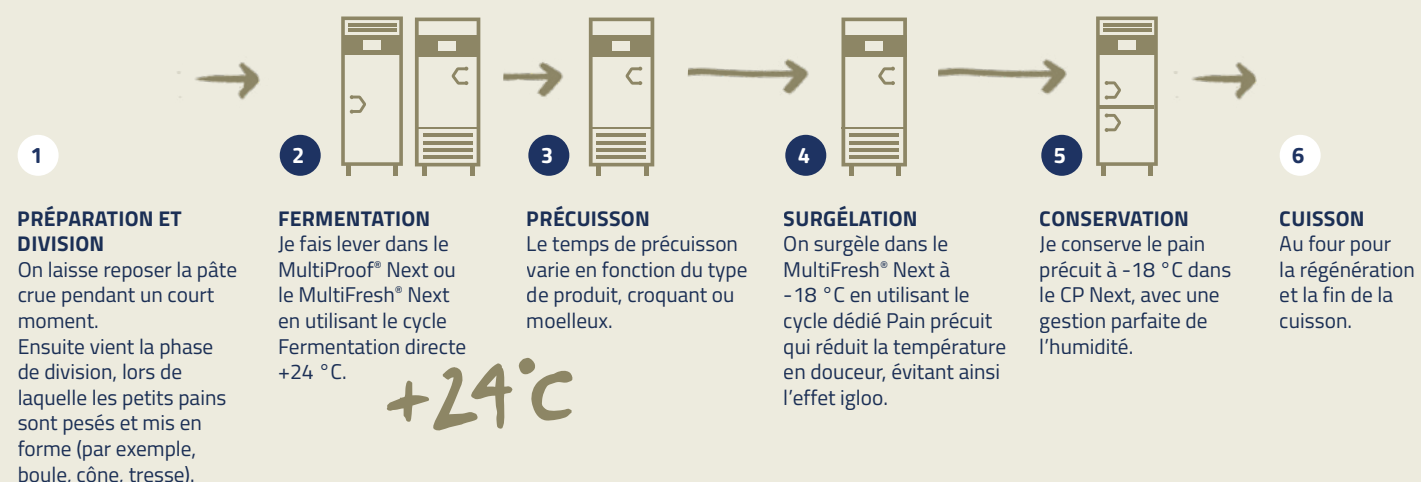 1
PRÉPARATION ET
DIVISION
On laisse reposer la pâte
crue pendant un court
moment.
Ensuite vient la phase
de division, lors de
laquelle les petits pains
sont pesés et mis en
forme (par exemple,
boule, cône, tresse).
2
FERMENTATION
Je fais lever dans le
MultiProof® Next ou
le MultiFresh® Next
en utilisant le cycle
Fermentation directe
+24 °C.
+24°C
3
PRÉCUISSON
Le temps de précuisson
varie en fonction du type
de produit, croquant ou
moelleux.
4
SURGÉLATION
On surgèle dans le
MultiFresh® Next à
-18 °C en utilisant le
cycle dédié Pain précuit
qui réduit la température
en douceur, évitant ainsi
l'effet igloo.
5
CONSERVATION
Je conserve le pain
précuit à -18 °C dans
le CP Next, avec une
gestion parfaite de
l'humidité.
6
CUISSON
Au four pour
la régénération
et la fin de la
cuisson.